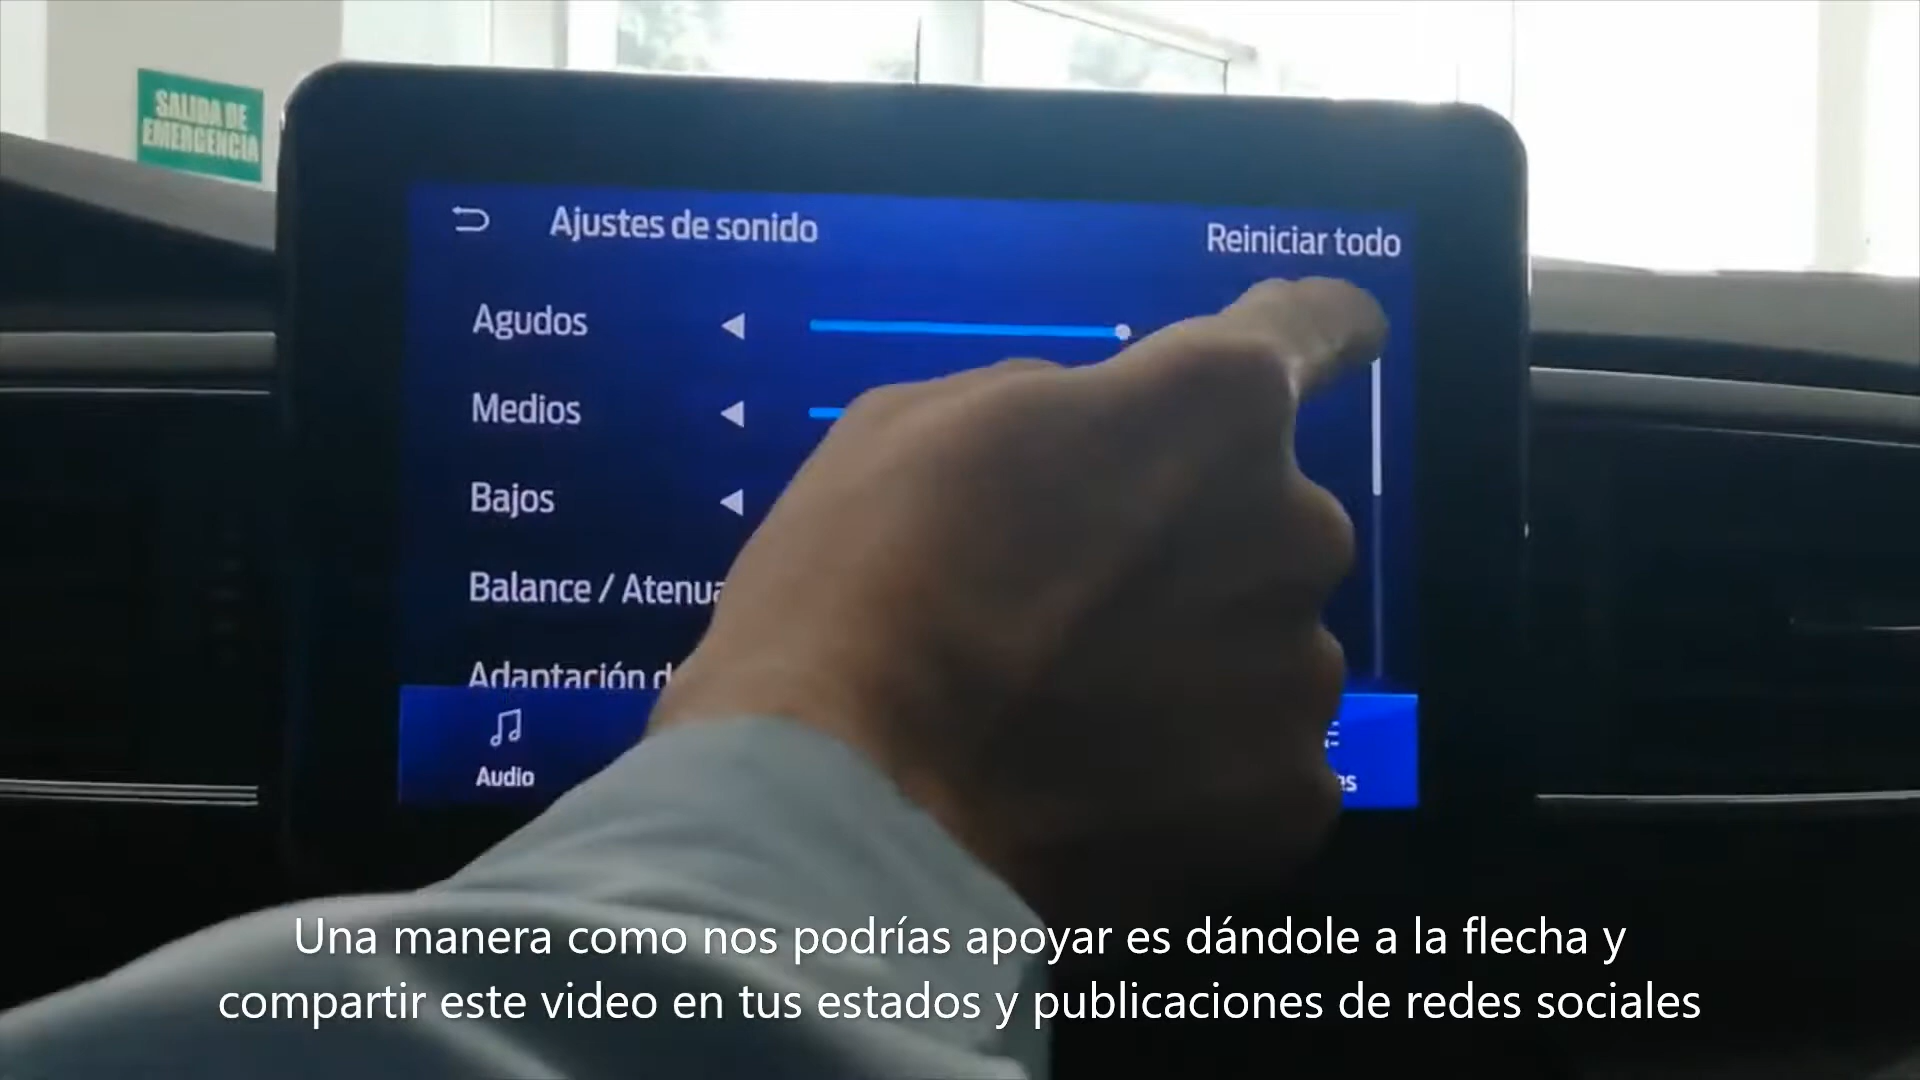 SALIDA DE
EMERGENCIA
Ajustes de sonido
Reiniciar todo
Agudos
Medios
Bajos
Balance /
Adaptación
Audio
Una manera como nos podrías apoyar es dándole a la flecha y
compartir este video en tus estados y publicaciones de redes sociales